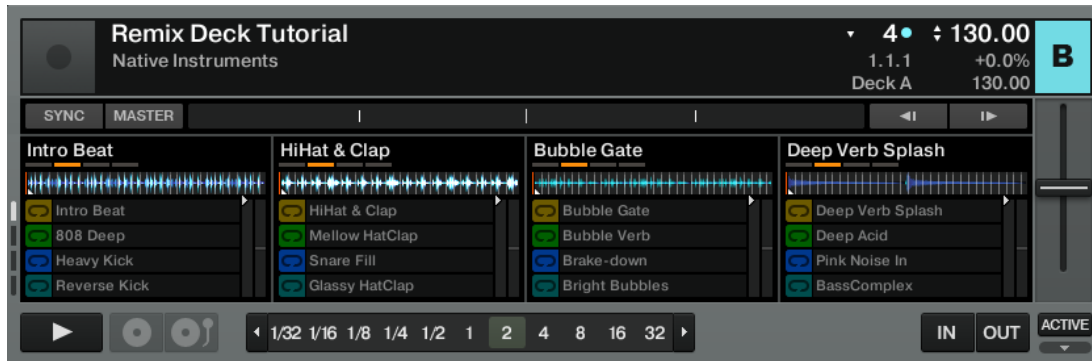 Remix Deck Tutorial 4 130.00
Native Instruments 1.1.1 +0.0%
Deck A 130.00
B
SYNC MASTER
Intro Beat HiHat & Clap Bubble Gate Deep Verb Splash
Intro Beat HiHat & Clap Bubble Gate Deep Verb Splash
808 Deep Mellow HatClap Bubble Verb Deep Acid
Heavy Kick Snare Fill Brake-down Pink Noise In
Reverse Kick Glassy HatClap Bright Bubbles BassComplex
1/32 1/16 1/8 1/4 1/2 1 2 4 8 16 32 IN OUT ACTIVE